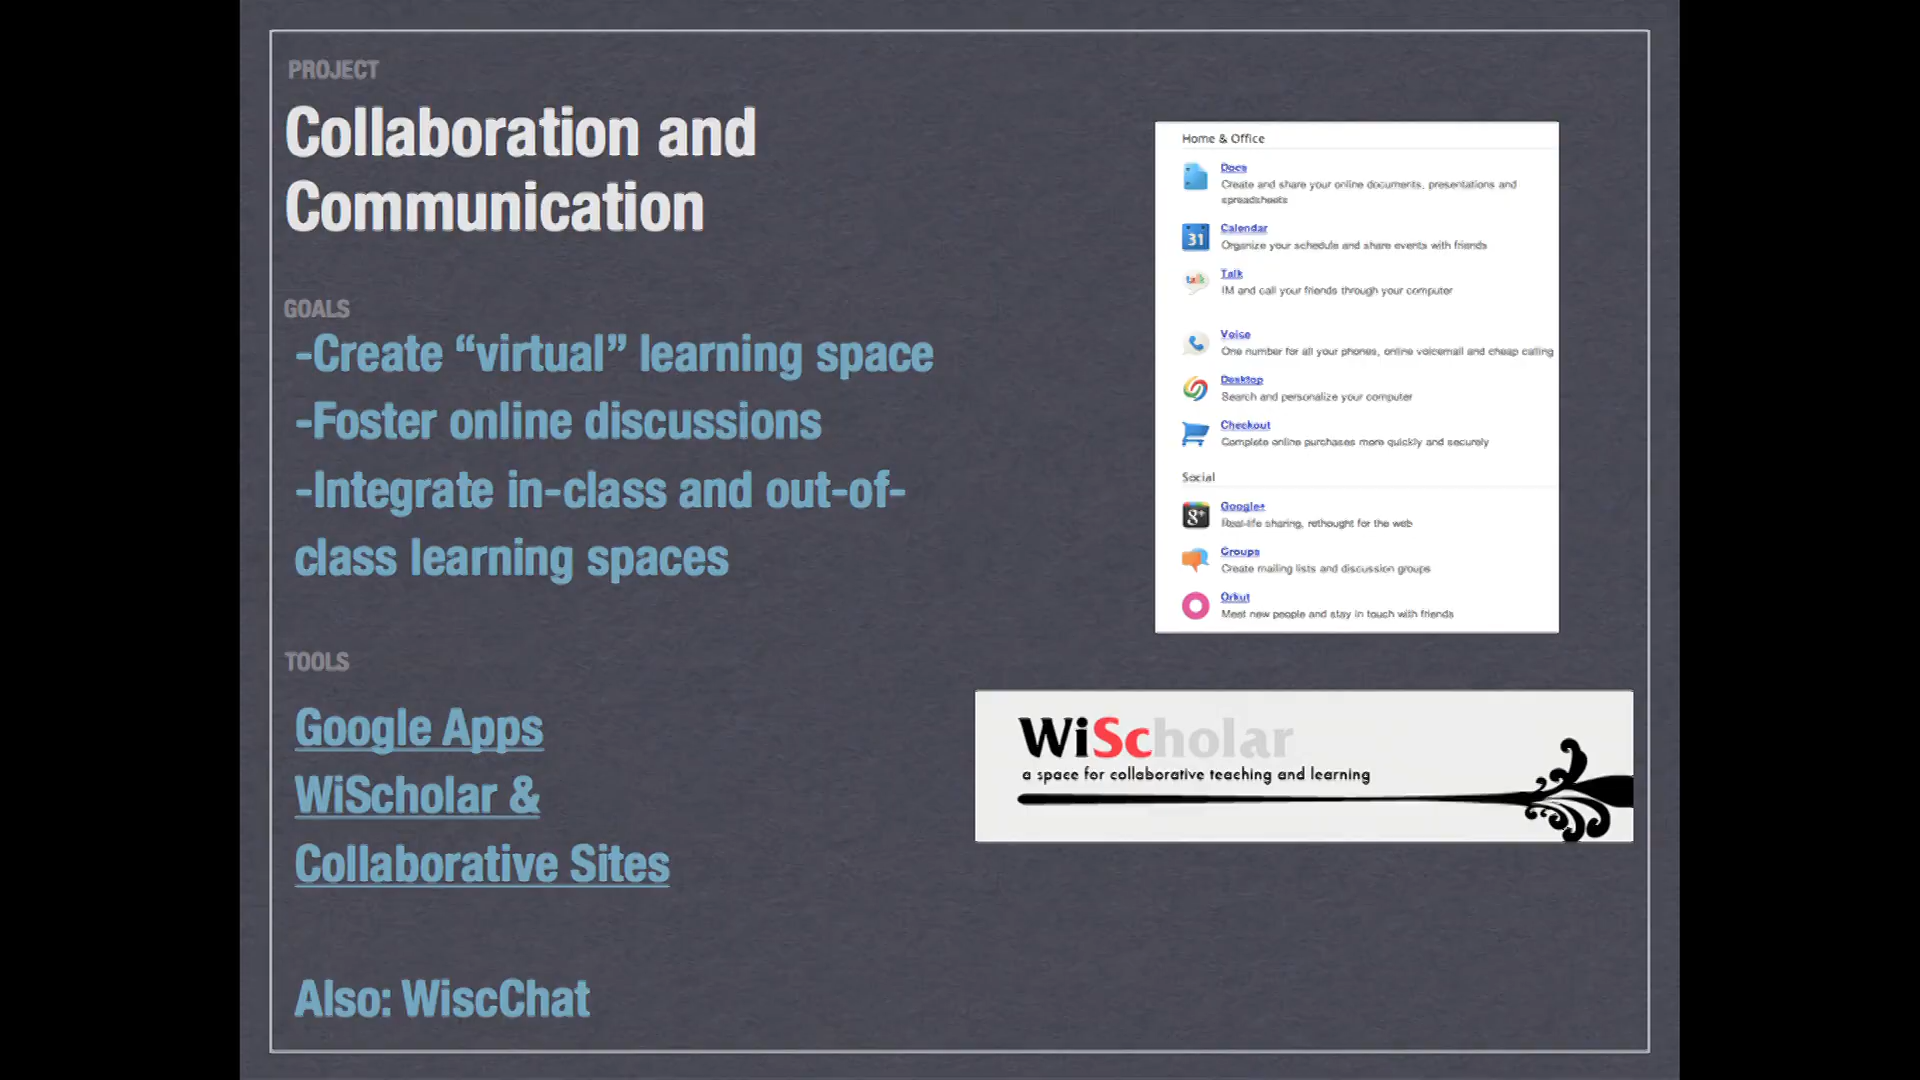 PROJECT
Collaboration and
Communication
GOALS
-Create “virtual” learning space
-Foster online discussions
-Integrate in-class and out-of-
class learning spaces
TOOLS
Google Apps
WiScholar &
Collaborative Sites
Also: WiscChat
Home & Office
Docs
Create and share your online documents, presentations and
spreadsheets
31
Calendar
Organize your schedule and share events with friends
talk
Talk
IM and call your friends through your computer
Voice
One number for all your phones, online voicemail and cheap calling
Desktop
Search and personalize your computer
Checkout
Complete online purchases more quickly and securely
Social
g+
Google+
Real-life sharing, rethought for the web
Groups
Create mailing lists and discussion groups
Orkut
Meet new people and stay in touch with friends
WiScholar
a space for collaborative teaching and learning